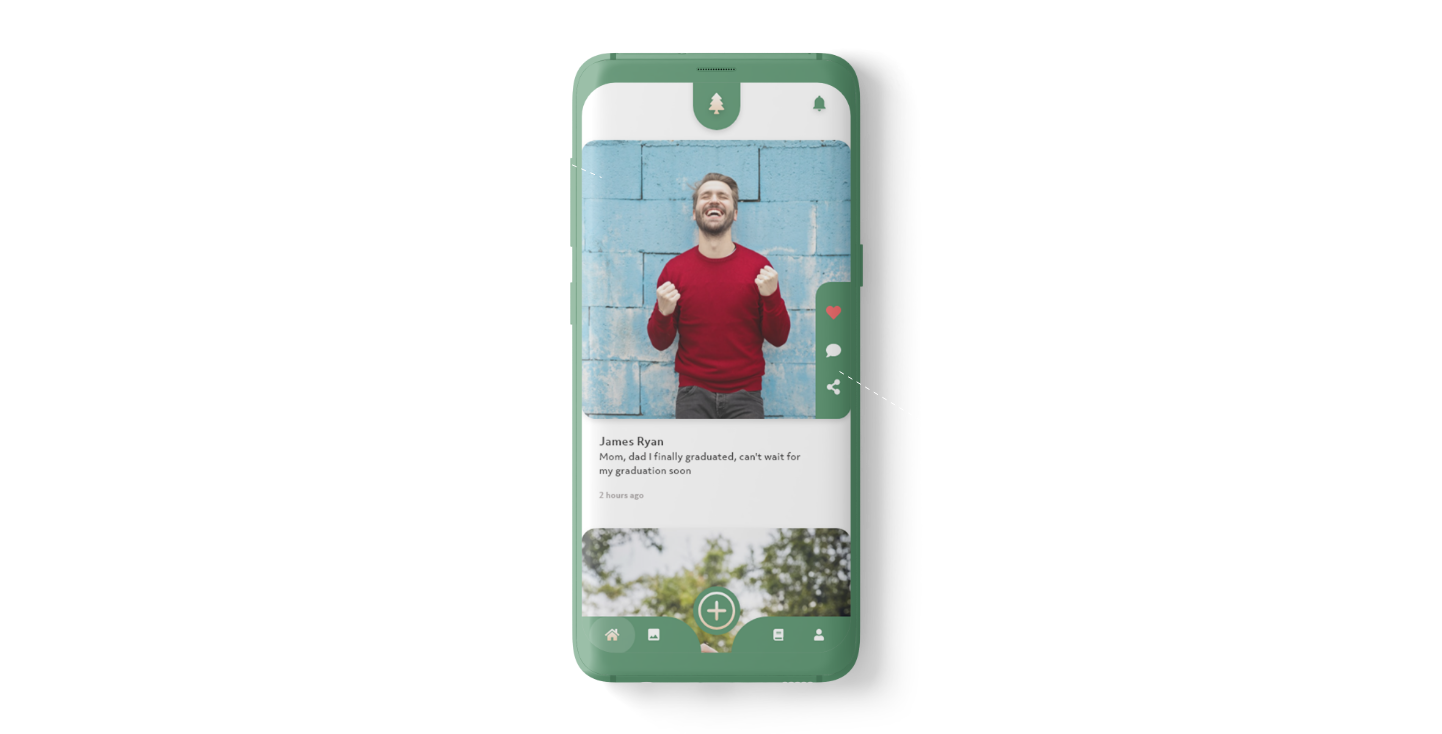 James Ryan
Mom, dad I finally graduated, can't wait for
my graduation soon
2 hours ago